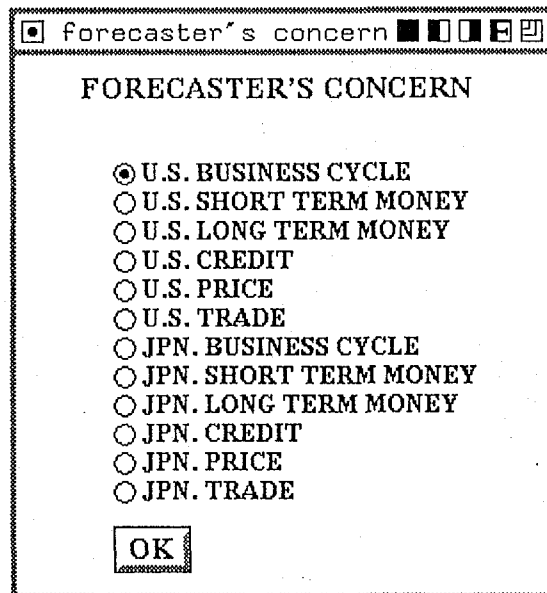 forecaster's concern
FORECASTER'S CONCERN
U.S. BUSINESS CYCLE
U.S. SHORT TERM MONEY
U.S. LONG TERM MONEY
U.S. CREDIT
U.S. PRICE
U.S. TRADE
JPN. BUSINESS CYCLE
JPN. SHORT TERM MONEY
JPN. LONG TERM MONEY
JPN. CREDIT
JPN. PRICE
JPN. TRADE
OK